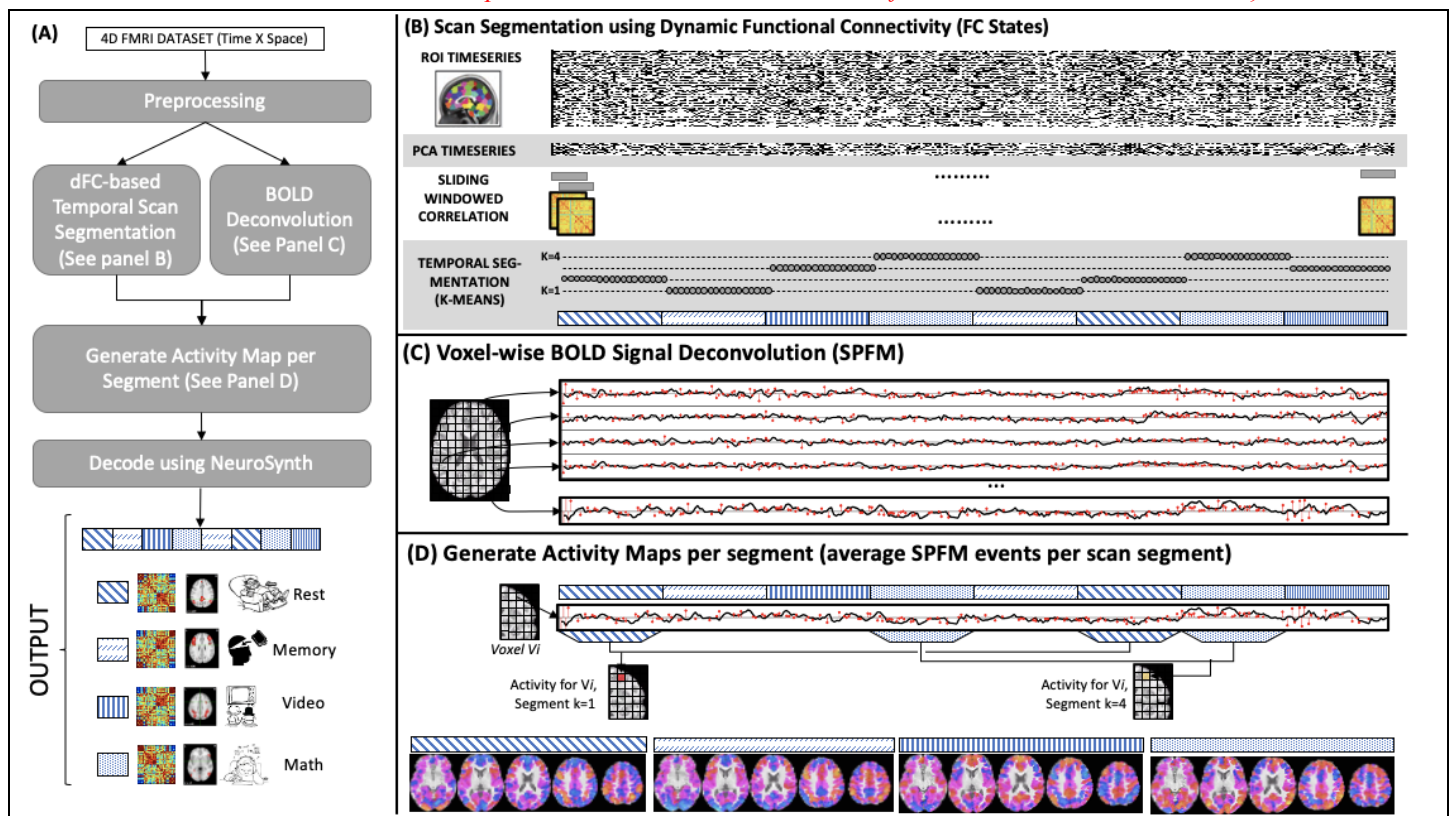 (A)
4D FMRI DATASET (Time X Space)
Preprocessing
dFC-based
Temporal Scan
Segmentation
(See panel B)
BOLD
Deconvolution
(See Panel C)
Generate Activity Map per
Segment (See Panel D)
Decode using NeuroSynth
OUTPUT
Rest
Memory
Video
Math
(B) Scan Segmentation using Dynamic Functional Connectivity (FC States)
ROI TIMESERIES
PCA TIMESERIES
SLIDING
WINDOWED
CORRELATION
.........
.........
TEMPORAL SEG-
MENTATION
(K-MEANS)
K=4
K=1
(C) Voxel-wise BOLD Signal Deconvolution (SPFM)
...
(D) Generate Activity Maps per segment (average SPFM events per scan segment)
Voxel Vi
Activity for Vi,
Segment k=1
Activity for Vi,
Segment k=4